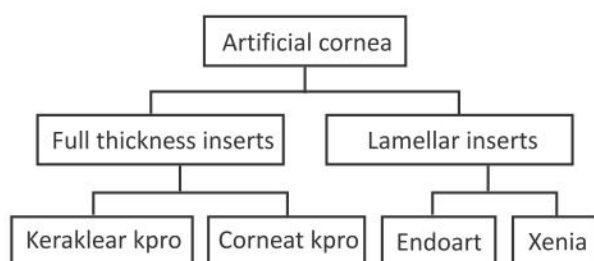 Artificial cornea
Full thickness inserts
Lamellar inserts
Keraklear kpro
Corneat kpro
Endoart
Xenia